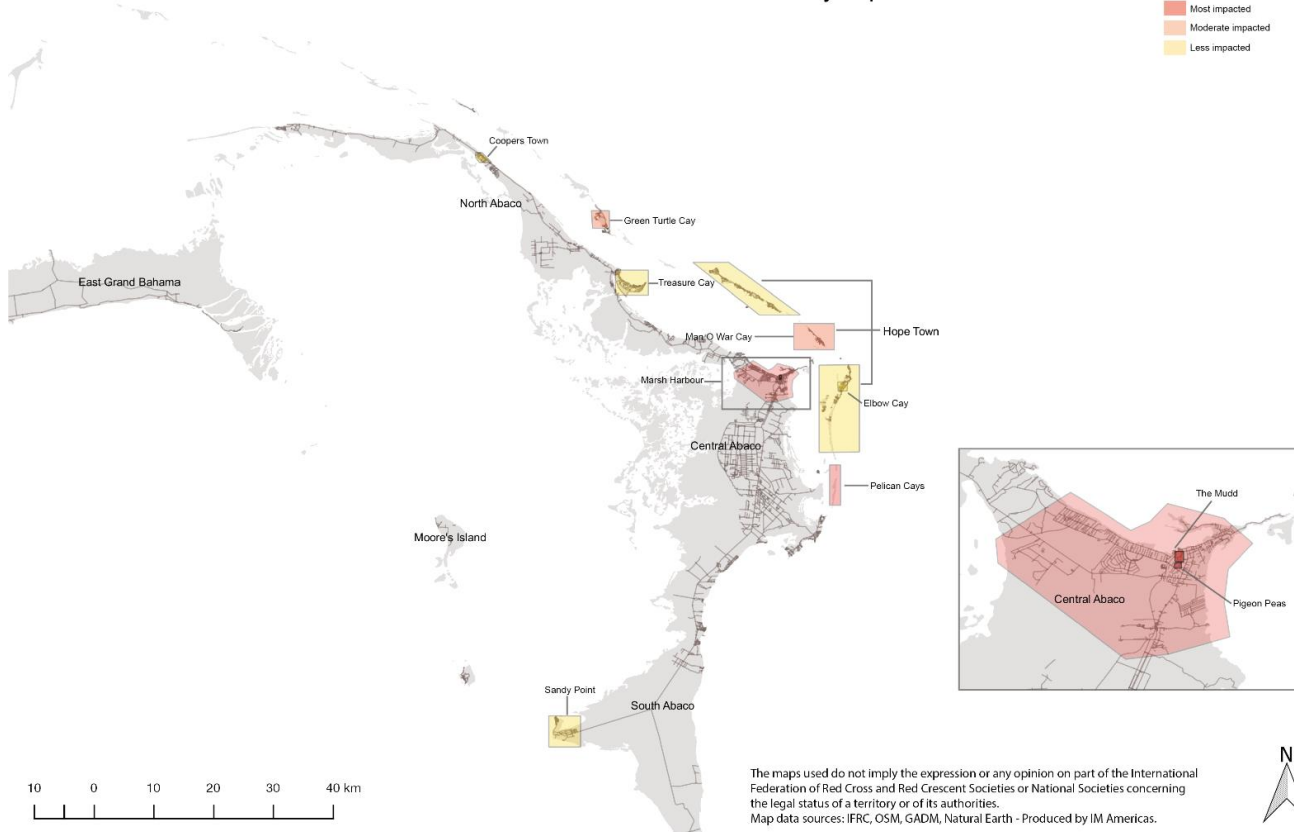 Most impacted
Moderate impacted
Less impacted
Coopers Town
North Abaco
Green Turtle Cay
East Grand Bahama
Treasure Cay
Hope Town
Man O War Cay
Marsh Harbour
Elbow Cay
Central Abaco
Pelican Cays
The Mudd
Moore's Island
Central Abaco
Pigeon Peas
Sandy Point
South Abaco
10 0 10 20 30 40 km
The maps used do not imply the expression or any opinion on part of the International
Federation of Red Cross and Red Crescent Societies or National Societies concerning
the legal status of a territory or of its authorities.
Map data sources: IFRC, OSM, GADM, Natural Earth - Produced by IM Americas.
N